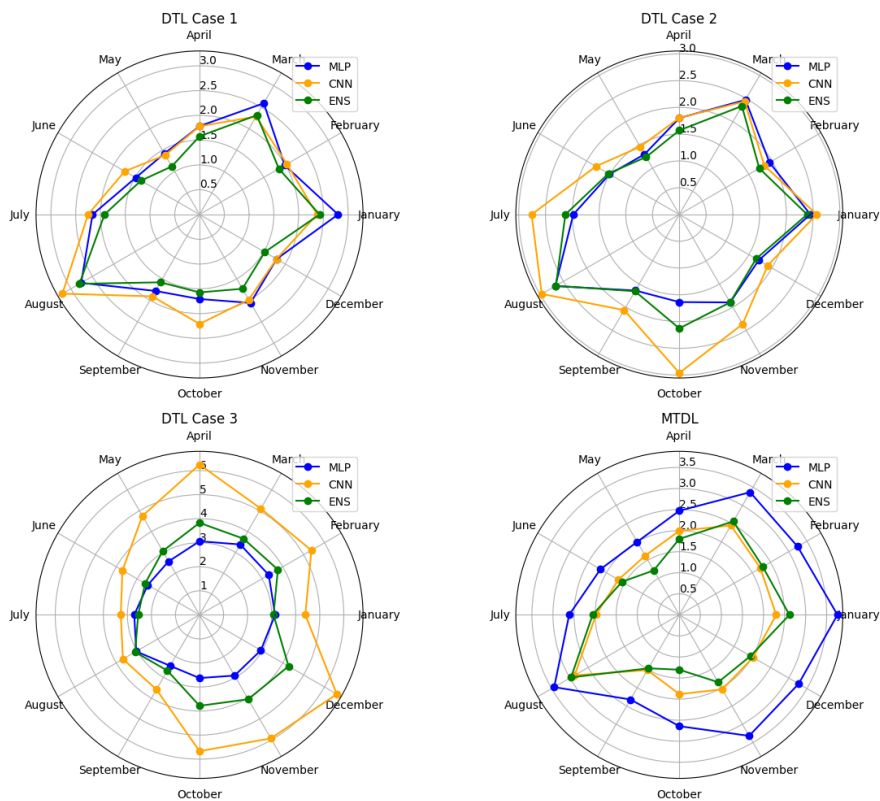 DTL Case 1
April
May
March
3.0
2.5
2.0
1.5
1.0
0.5
MLP
CNN
ENS
June
February
July
January
August
December
September
November
October
DTL Case 2
April
May
March
3.0
2.5
2.0
1.5
1.0
0.5
MLP
CNN
ENS
June
February
July
January
August
December
September
November
October
DTL Case 3
April
May
March
6
5
4
3
2
1
MLP
CNN
ENS
June
February
July
January
August
December
September
November
October
MTDL
April
May
March
3.5
3.0
2.5
2.0
1.5
1.0
0.5
MLP
CNN
ENS
June
February
July
January
August
December
September
November
October